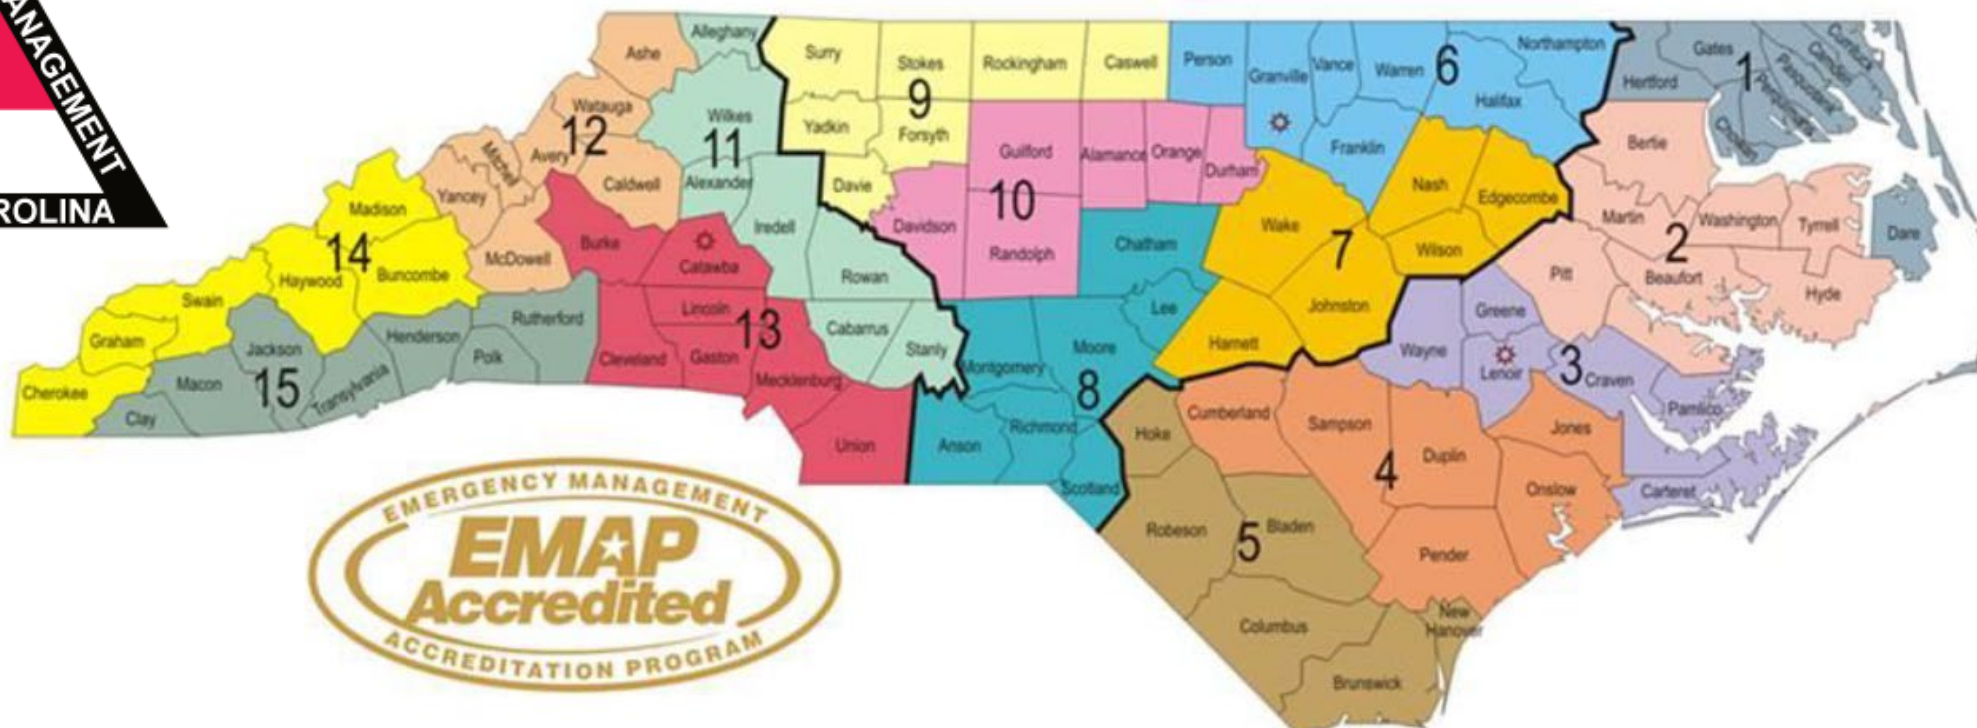 ANAGEMENT
ROLINA
Alleghany
Ashe
Surry
Stokes
Rockingham
Caswell
Person
Granville
Vance
Warren
6
Northampton
Gates
1
Currituck
Camden
Pasquotank
Perquimans
Chowan
Hertford
Halifax
9
Watauga
12
Wilkes
11
Yadkin
Forsyth
Guilford
Alamance
Orange
Durham
Franklin
Bertie
Mitchell
Avery
Caldwell
Alexander
Davie
Nash
Edgecombe
Yancey
Madison
14
Iredell
Davidson
10
Randolph
Chatham
Wake
7
Wilson
Martin
Washington
Tyrrell
2
Dare
Burke
Catawba
McDowell
Haywood
Buncombe
Rowan
Pitt
Beaufort
Hyde
Swain
Lincoln
13
Cabarrus
Lee
Johnston
Greene
Graham
Jackson
Henderson
Rutherford
Polk
Cleveland
Gaston
Mecklenburg
Stanly
Montgomery
Moore
8
Harnett
Wayne
Lenoir
3
Craven
Pamlico
Cherokee
Macon
15
Transylvania
Clay
Union
Anson
Richmond
Scotland
Hoke
Cumberland
Sampson
Duplin
4
Jones
Onslow
Carteret
Robeson
5
Bladen
Pender
Columbus
New
Hanover
Brunswick
EMERGENCY MANAGEMENT
EMAP
Accredited
ACCREDITATION PROGRAM